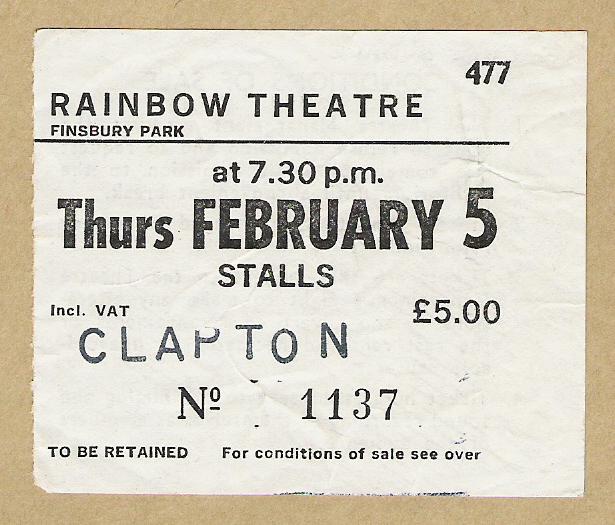 477
RAINBOW THEATRE
FINSBURY PARK
at 7.30 p.m.
Thurs FEBRUARY 5
STALLS
Incl. VAT £5.00
CLAPTON
Nº 1137
TO BE RETAINED For conditions of sale see over